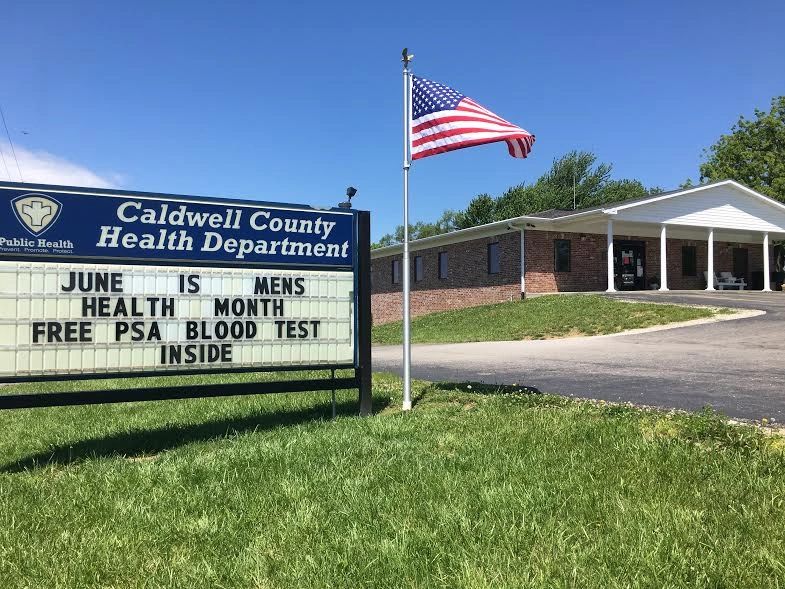 Caldwell County
Health Department
Public Health
Prevent. Promote. Protect.
JUNE IS MENS
HEALTH MONTH
FREE PSA BLOOD TEST
INSIDE